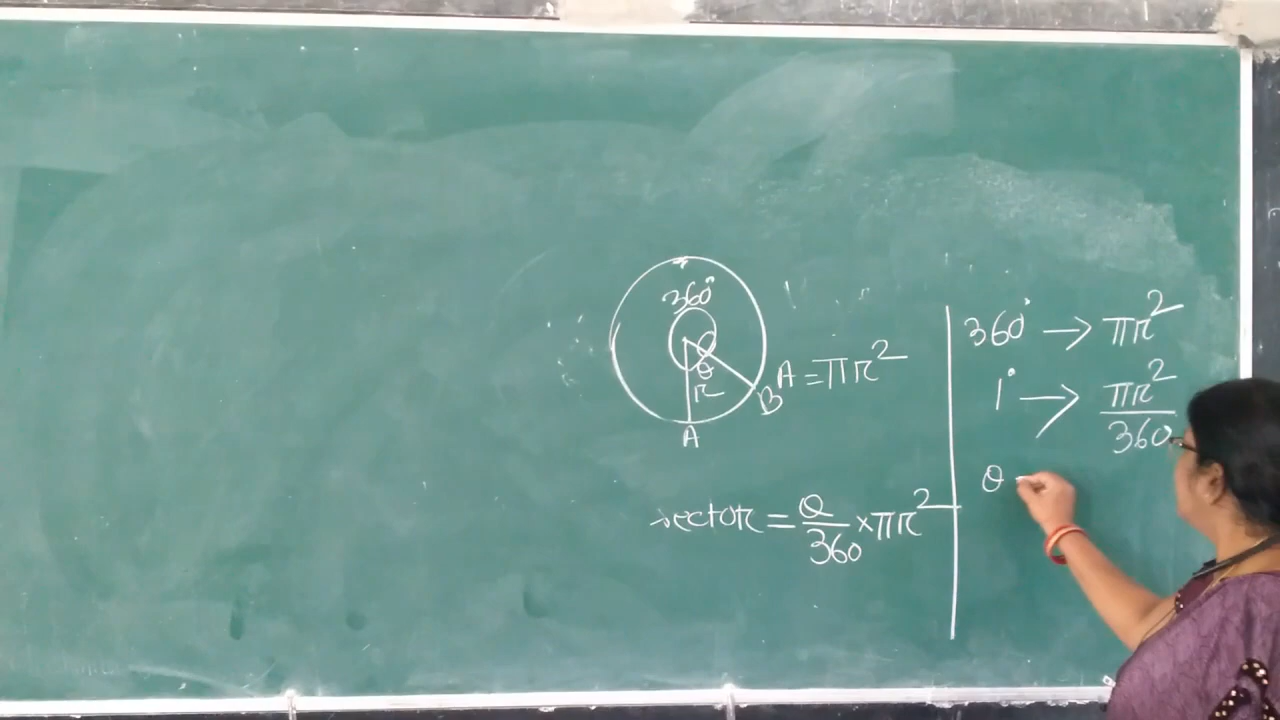 360°
θ
r
A
B
A = πr²
sector = θ/360 × πr²
360° → πr²
1° → πr²/360
θ